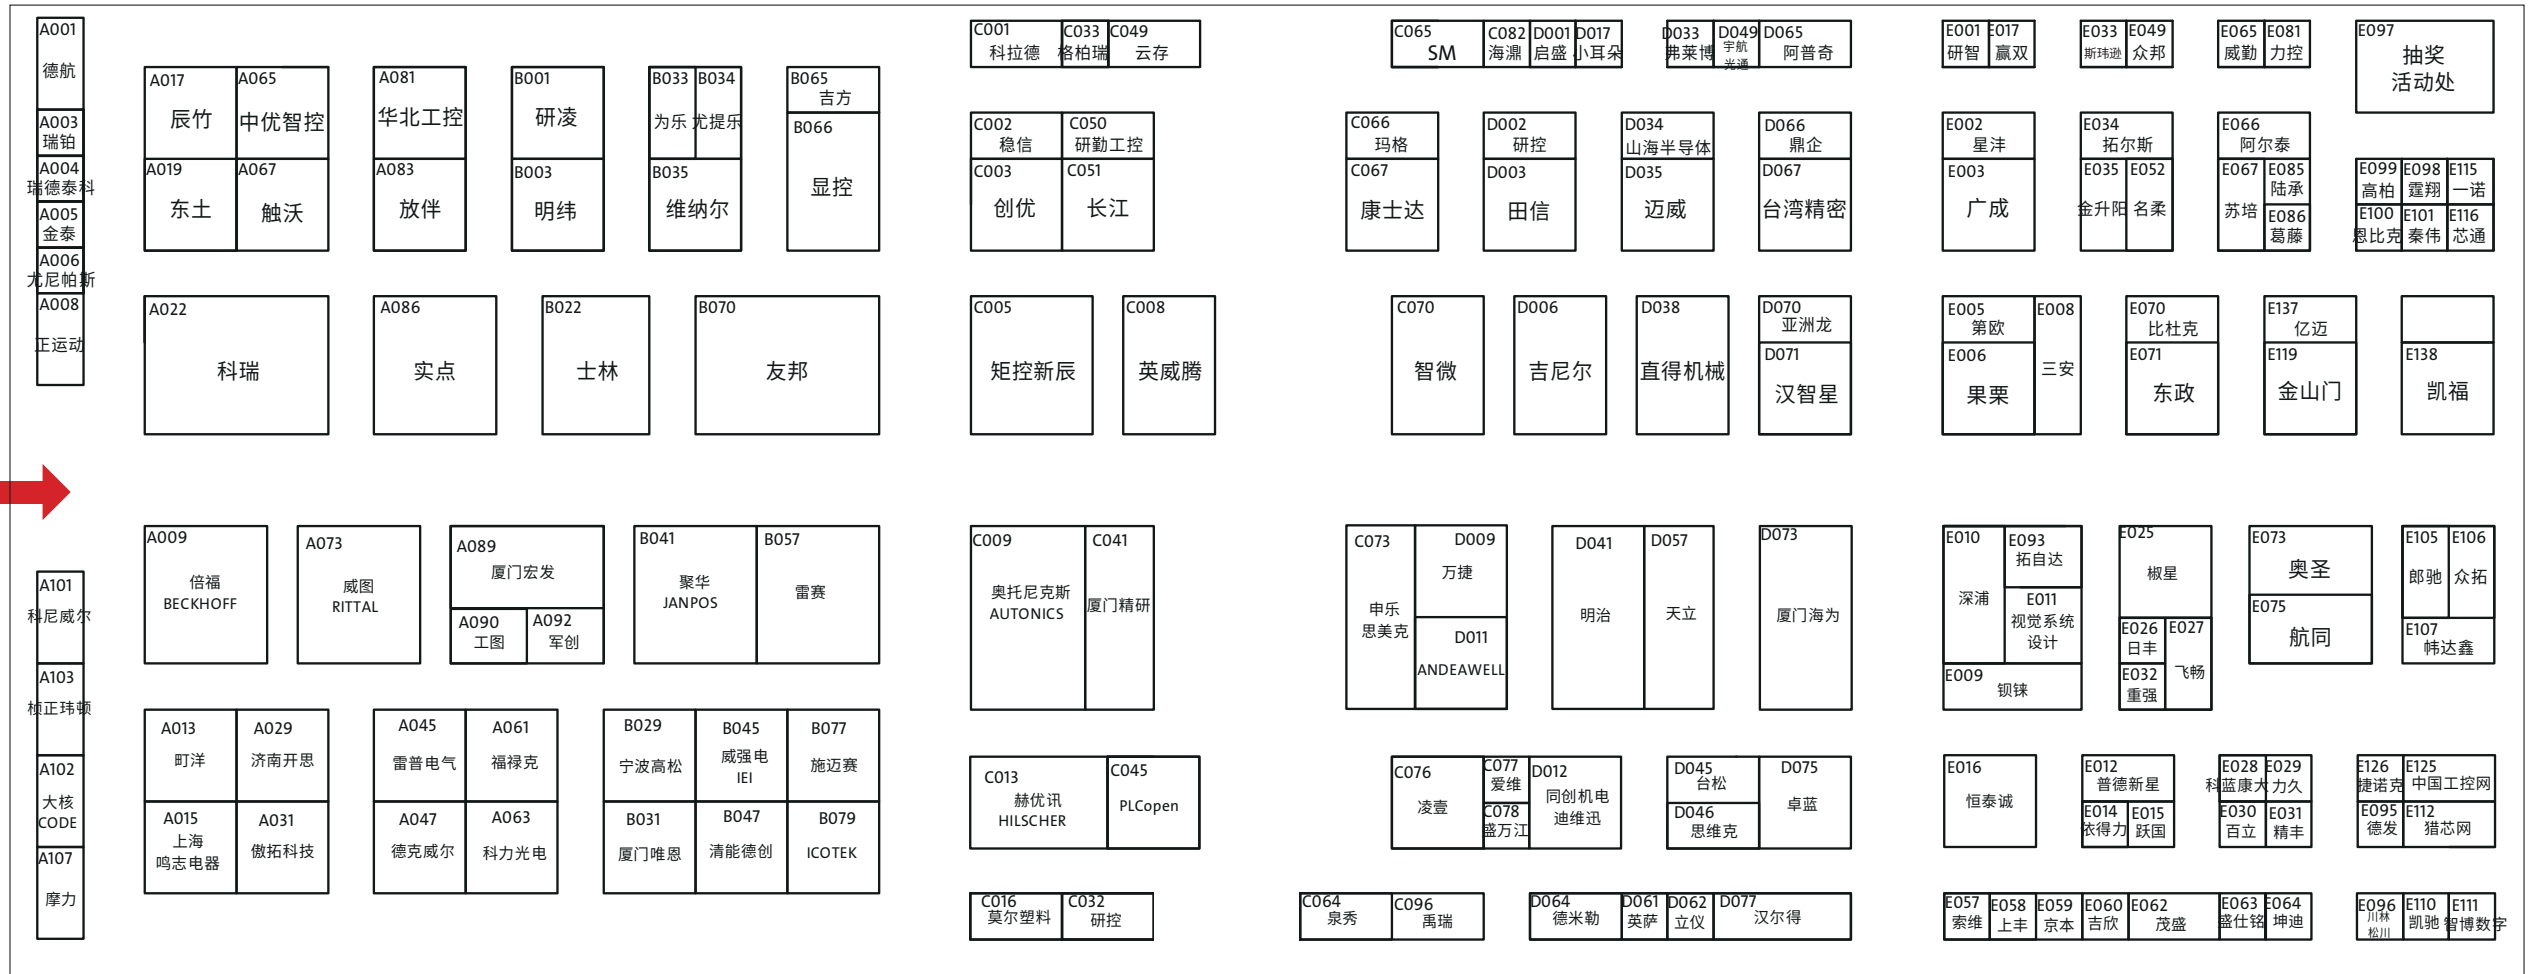 A001
德航
A003
瑞铂
A004
瑞德泰科
A005
金泰
A006
尤尼帕斯
A008
正运动
A101
科尼威尔
A103
桢正玮顿
A102
大核
CODE
A107
摩力
A017
辰竹
A065
中优智控
A019
东土
A067
触沃
A081
华北工控
A083
放伴
B001
研凌
B003
明纬
B033
为乐
B034
尤提乐
B035
维纳尔
B065
吉方
B066
显控
A022
科瑞
A086
实点
B022
士林
B070
友邦
A009
倍福
BECKHOFF
A073
威图
RITTAL
A089
厦门宏发
A090
工图
A092
军创
B041
聚华
JANPOS
B057
雷赛
A013
町洋
A029
济南开思
A015
上海
鸣志电器
A031
傲拓科技
A045
雷普电气
A061
福禄克
A047
德克威尔
A063
科力光电
B029
宁波高松
B045
威强电
IEI
B077
施迈赛
B031
厦门唯恩
B047
清能德创
B079
ICOTEK
C001
科拉德
C033
格柏瑞
C049
云存
C002
稳信
C050
研勤工控
C003
创优
C051
长江
C005
矩控新辰
C008
英威腾
C009
奥托尼克斯
AUTONICS
C041
厦门精研
C013
赫优讯
HILSCHER
C045
PLCopen
C016
莫尔塑料
C032
研控
C065
SM
C082
海濎
D001
启盛
D017
小耳朵
D033
弗莱博
D049
宇航
光通
D065
阿普奇
C066
玛格
C067
康士达
D002
研控
D003
田信
D034
山海半导体
D035
迈威
D066
鼎企
D067
台湾精密
C070
智微
D006
吉尼尔
D038
直得机械
D070
亚洲龙
D071
汉智星
C073
申乐
思美克
D009
万捷
D011
ANDEAWELL
D041
明治
D057
天立
D073
厦门海为
C076
凌壹
C077
爱维
C078
盛万江
D012
同创机电
迪维迅
D045
台松
D046
思维克
D075
卓蓝
C064
泉秀
C096
禹瑞
D064
德米勒
D061
英萨
D062
立仪
D077
汉尔得
E001
研智
E017
赢双
E033
斯玮逊
E049
众邦
E065
威勤
E081
力控
E097
抽奖
活动处
E002
星沣
E003
广成
E034
拓尔斯
E035
金升阳
E052
名柔
E066
阿尔泰
E067
苏培
E085
陆承
E086
葛藤
E099
高柏
E098
霆翔
E115
一诺
E100
恩比克
E101
秦伟
E116
芯通
E005
第欧
E006
果栗
E008
三安
E070
比杜克
E071
东政
E137
亿迈
E119
金山门
E138
凯福
E010
深浦
E093
拓自达
E011
视觉系统
设计
E009
钡铼
E025
椒星
E026
日丰
E027
飞畅
E032
重强
E073
奥圣
E075
航同
E105
郎驰
E106
众拓
E107
帏达鑫
E016
恒泰诚
E012
普德新星
E014
依得力
E015
跃国
E028
科蓝康大
E029
力久
E030
百立
E031
精丰
E126
捷诺克
E125
中国工控网
E095
德发
E112
猎芯网
E057
索维
E058
上丰
E059
京本
E060
吉欣
E062
茂盛
E063
盛仕铭
E064
坤迪
E096
川林
松川
E110
凯驰
E111
智博数字